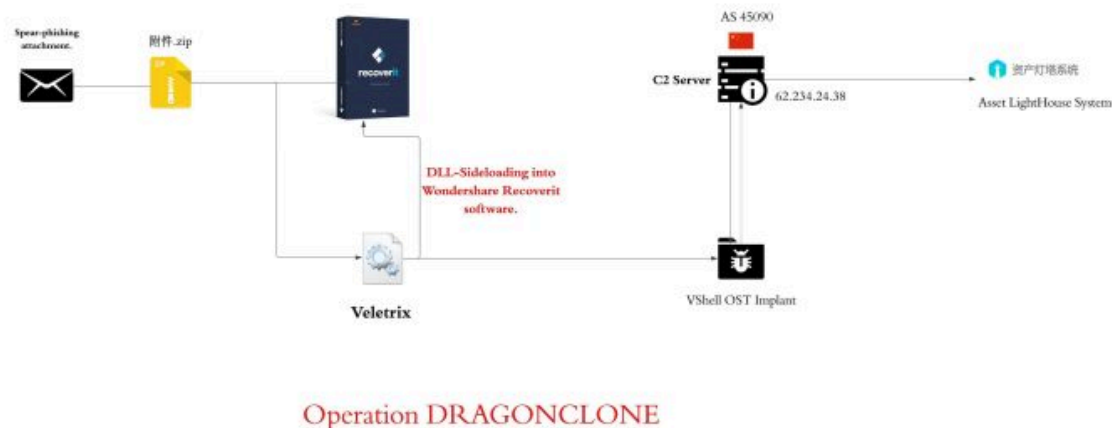 Spear-phishing
attachment.
附件.zip
recoverit
DLL-Sideloading into
Wondershare Recoverit
software.
Veletrix
AS 45090
C2 Server
62.234.24.38
资产灯塔系统
Asset LightHouse System
VShell OST Implant
Operation DRAGONCLONE